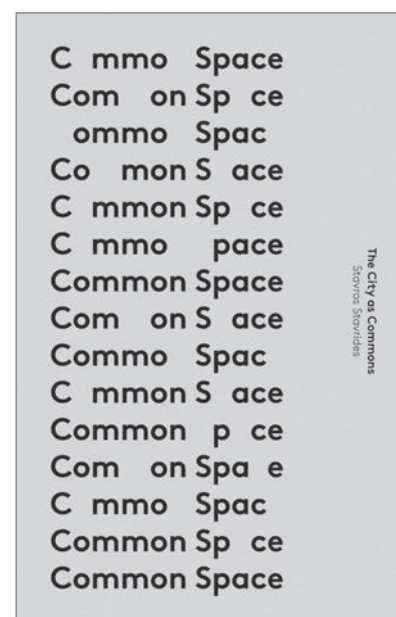 C mmo Space
Com on Sp ce
ommo Spac
Co mon S ace
C mmon Sp ce
C mmo pace
Common Space
Com on S ace
Commo Spac
C mmon S ace
Common p ce
Com on Spa e
C mmo Spac
Common Sp ce
Common Space
The City as Commons
Stavros Stavrides